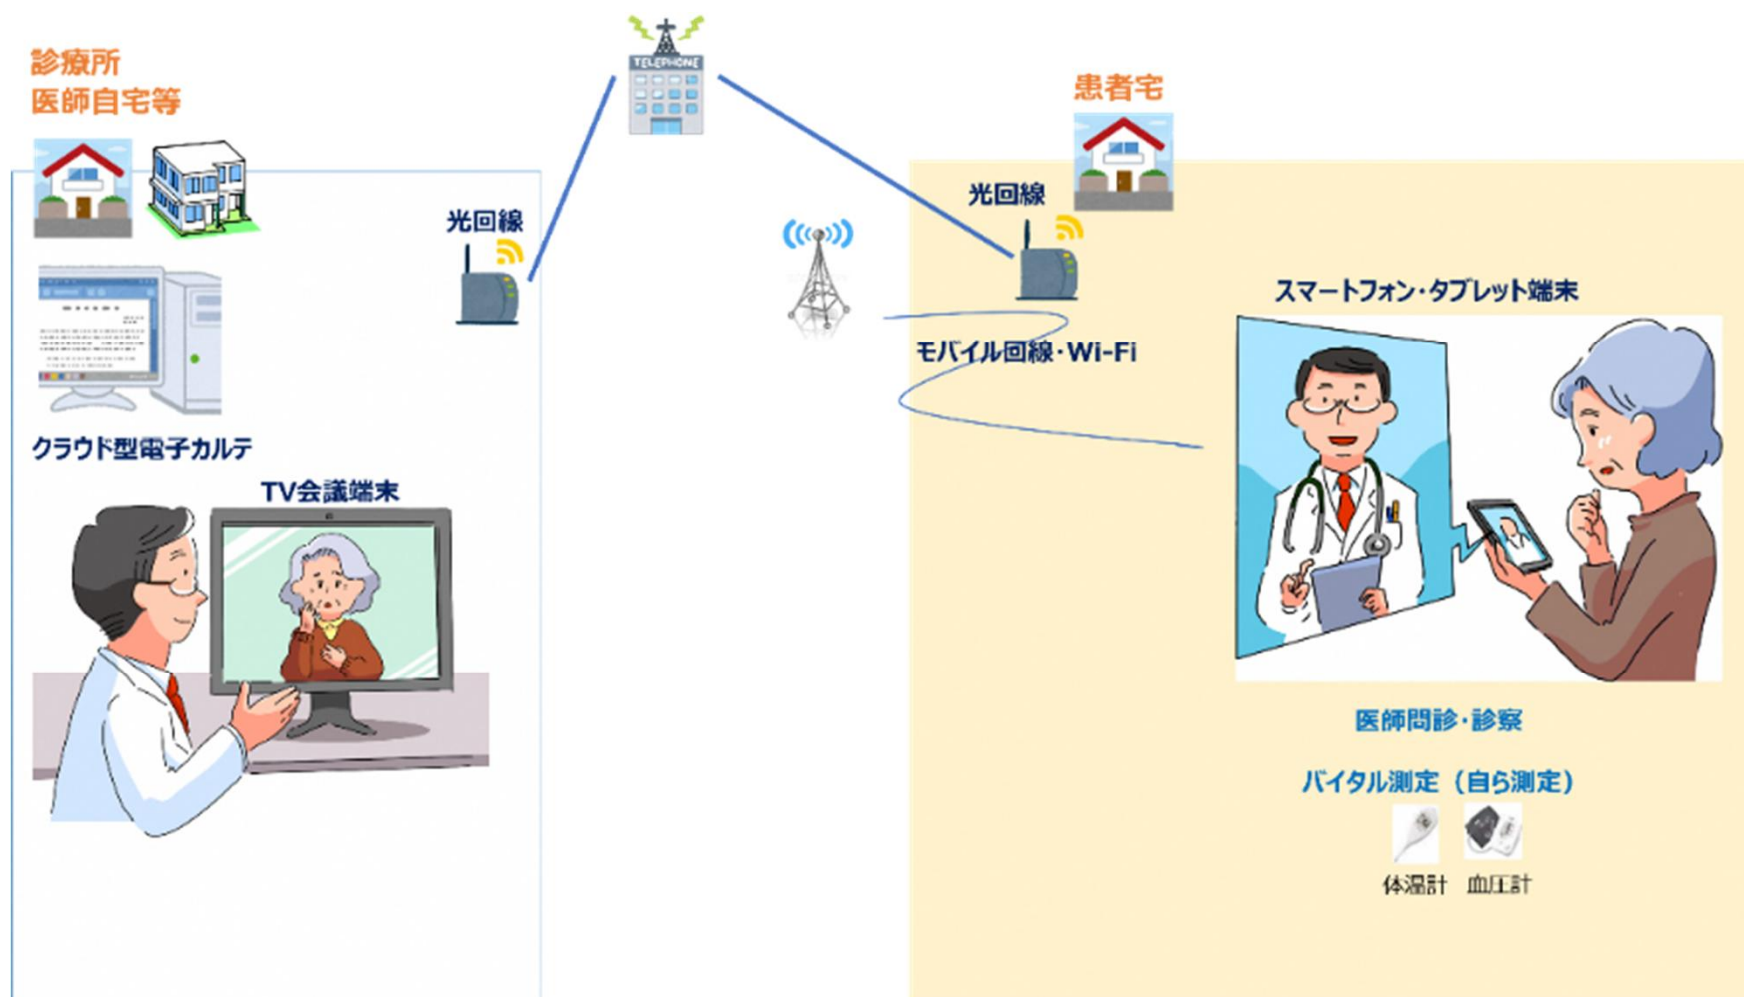 診療所
医師自宅等
TELEPHONE
患者宅
光回線
光回線
スマートフォン・タブレット端末
モバイル回線・Wi-Fi
クラウド型電子カルテ
TV会議端末
医師問診・診察
バイタル測定（自ら測定）
体温計 血圧計